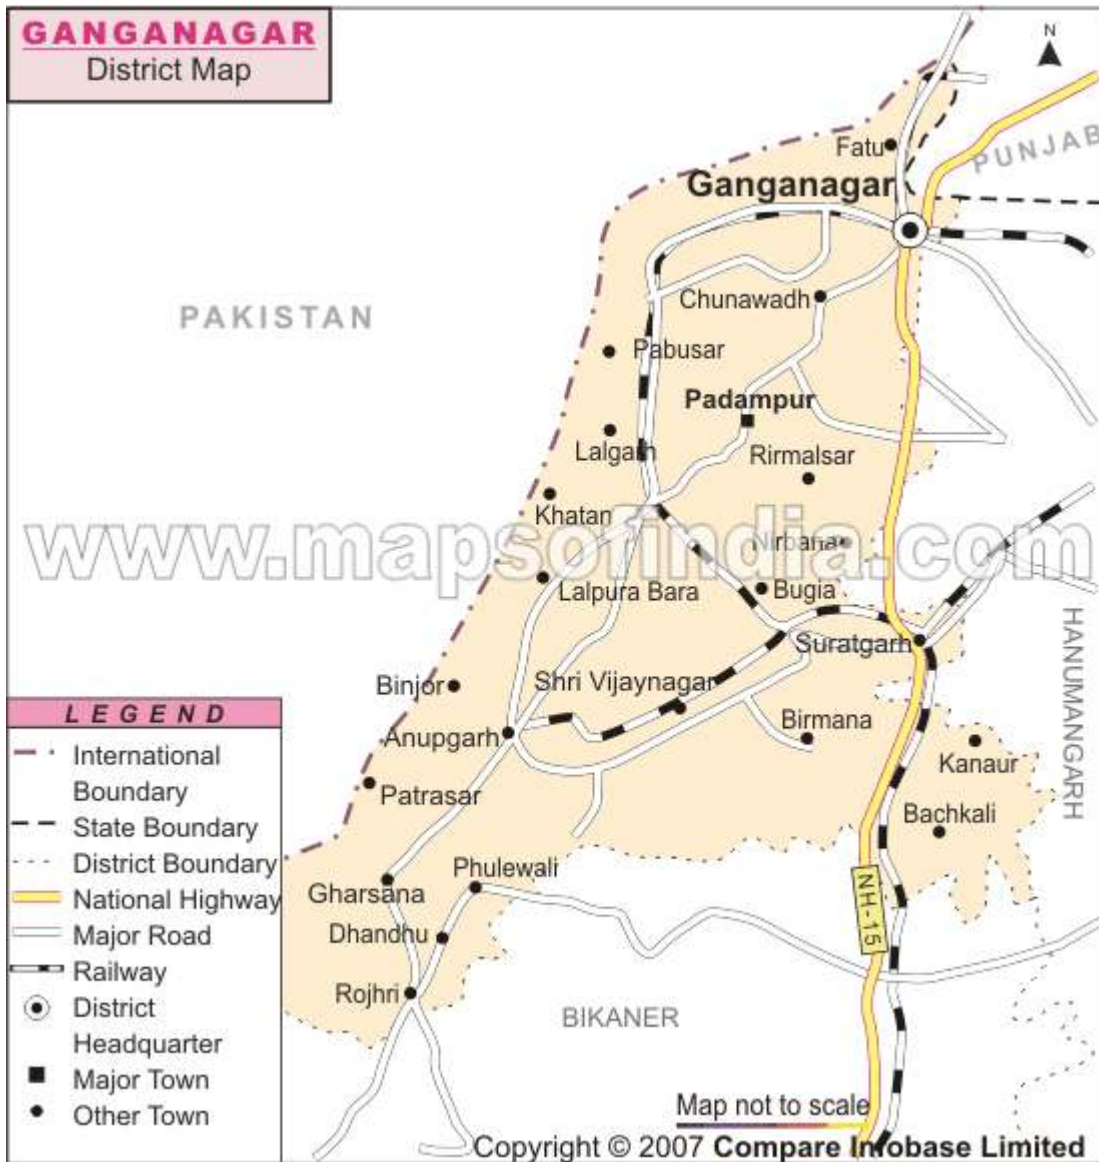 GANGANAGAR
District Map
N
PUNJAB
Fatu
Ganganagar
PAKISTAN
Chunawadh
Pabusar
Padampur
Lalgarh
Rirmalsar
Khatan
www.mapsofindia.com
Nirbana
Lalpura Bara
Bugia
HANUMANGARH
Suratgarh
Binjor
Shri Vijaynagar
Anupgarh
Birmana
Kanaur
Patrasar
Bachkali
Phulewali
Gharsana
NH-15
Dhandhu
Rojhri
BIKANER
LEGEND
International
Boundary
State Boundary
District Boundary
National Highway
Major Road
Railway
District
Headquarter
Major Town
Other Town
Map not to scale
Copyright © 2007 Compare Infobase Limited